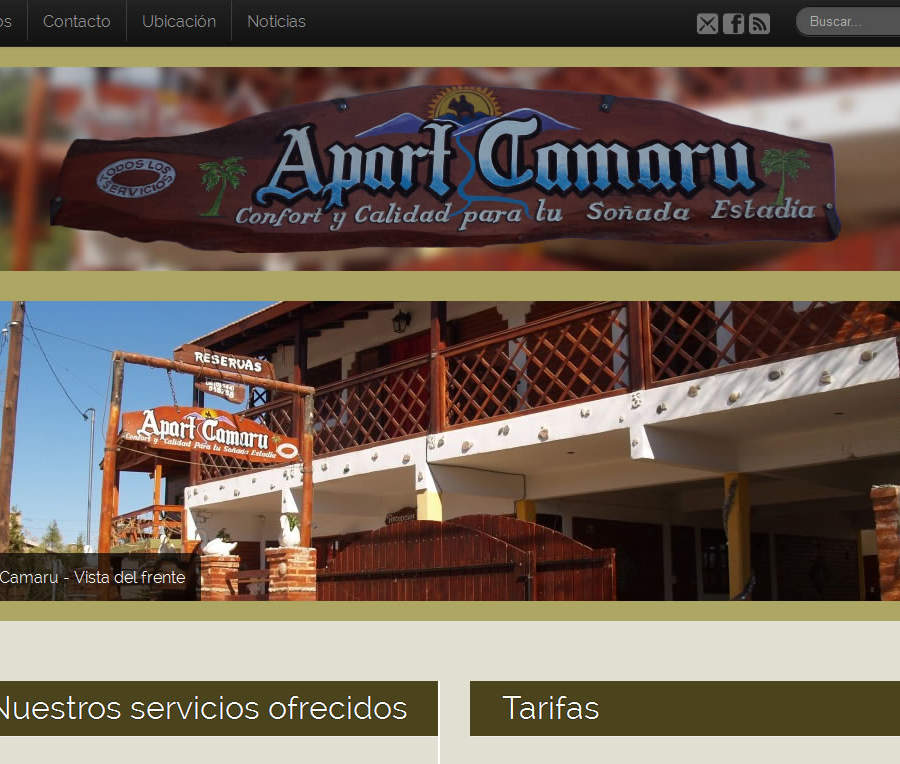 os Contacto Ubicación Noticias Buscar...
TODOS LOS
SERVICIOS
Apart Camaru
Confort y Calidad para tu Soñada Estadía
RESERVAS
Apart Camaru
Confort y Calidad Para tu Soñada Estadía
Camaru - Vista del frente
Nuestros servicios ofrecidos
Tarifas